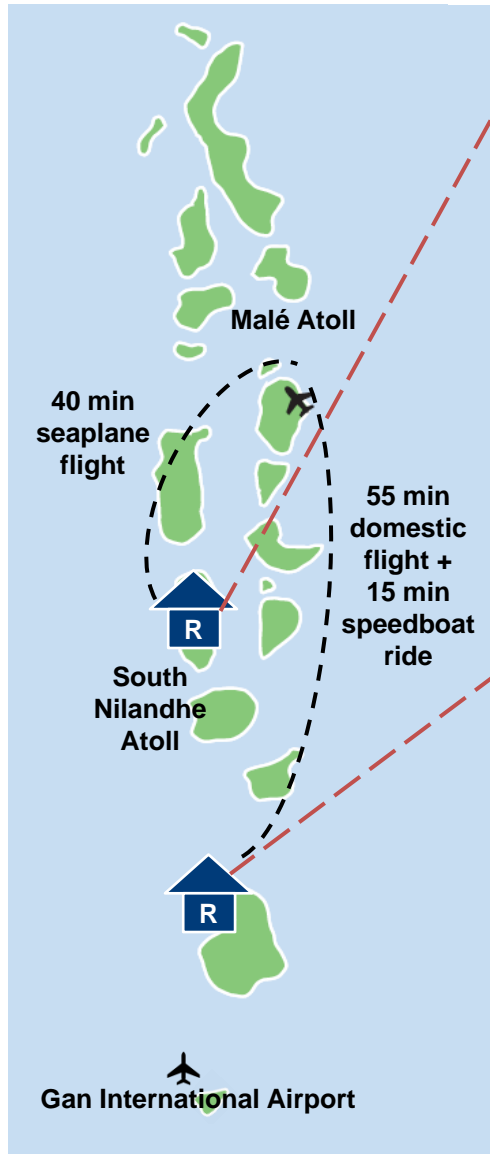 Malé Atoll
40 min
seaplane
flight
55 min
domestic
flight +
15 min
speedboat
ride
R
South
Nilandhe
Atoll
R
Gan International Airport